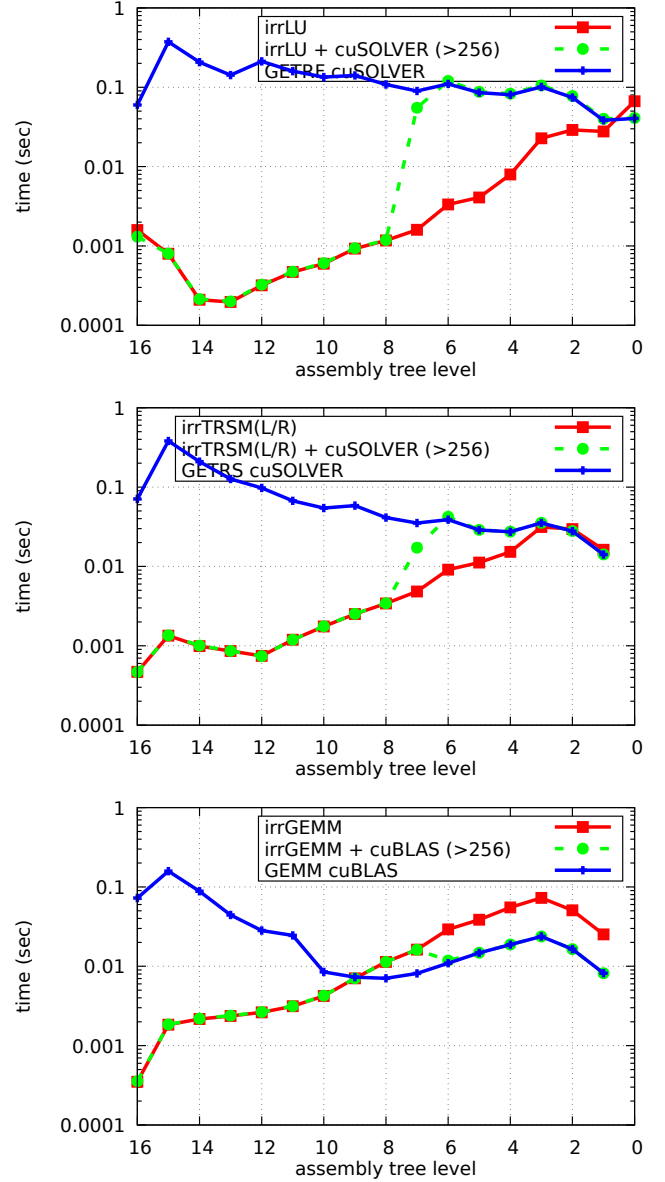 1
0.1
0.01
0.001
0.0001
time (sec)
irrLU
irrLU + cuSOLVER (>256)
GETRF cuSOLVER
16 14 12 10 8 6 4 2 0
assembly tree level
1
0.1
0.01
0.001
0.0001
time (sec)
irrTRSM(L/R)
irrTRSM(L/R) + cuSOLVER (>256)
GETRS cuSOLVER
16 14 12 10 8 6 4 2 0
assembly tree level
1
0.1
0.01
0.001
0.0001
time (sec)
irrGEMM
irrGEMM + cuBLAS (>256)
GEMM cuBLAS
16 14 12 10 8 6 4 2 0
assembly tree level